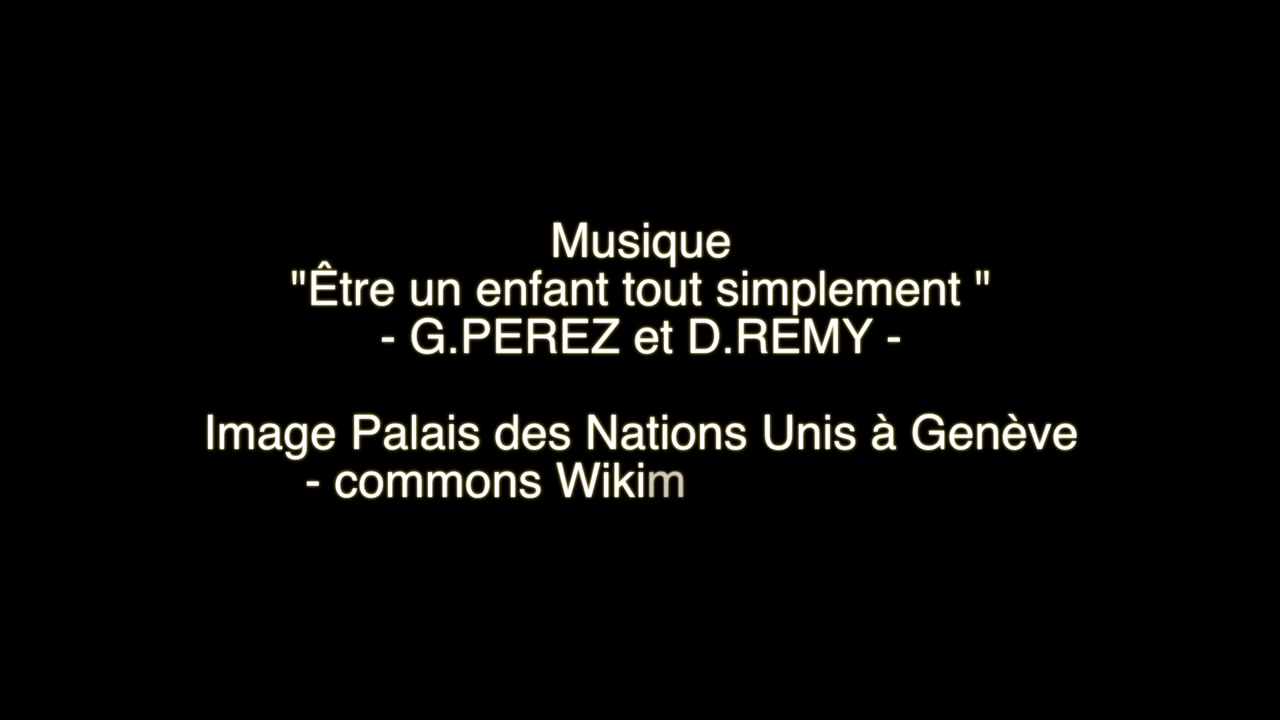 Musique
"Être un enfant tout simplement "
- G.PEREZ et D.REMY -
Image Palais des Nations Unis à Genève
- commons Wikim